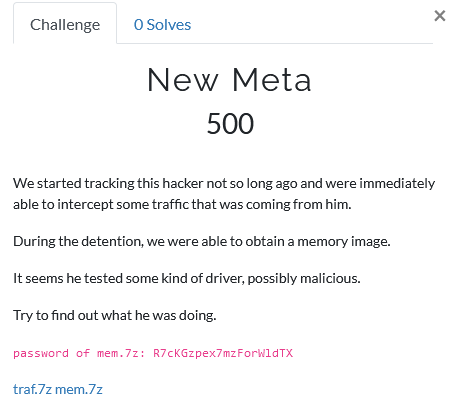 Challenge
0 Solves
×
New Meta
500
We started tracking this hacker not so long ago and were immediately
able to intercept some traffic that was coming from him.
During the detention, we were able to obtain a memory image.
It seems he tested some kind of driver, possibly malicious.
Try to find out what he was doing.
password of mem.7z: R7cKGzpex7mzForWldTX
traf.7z mem.7z